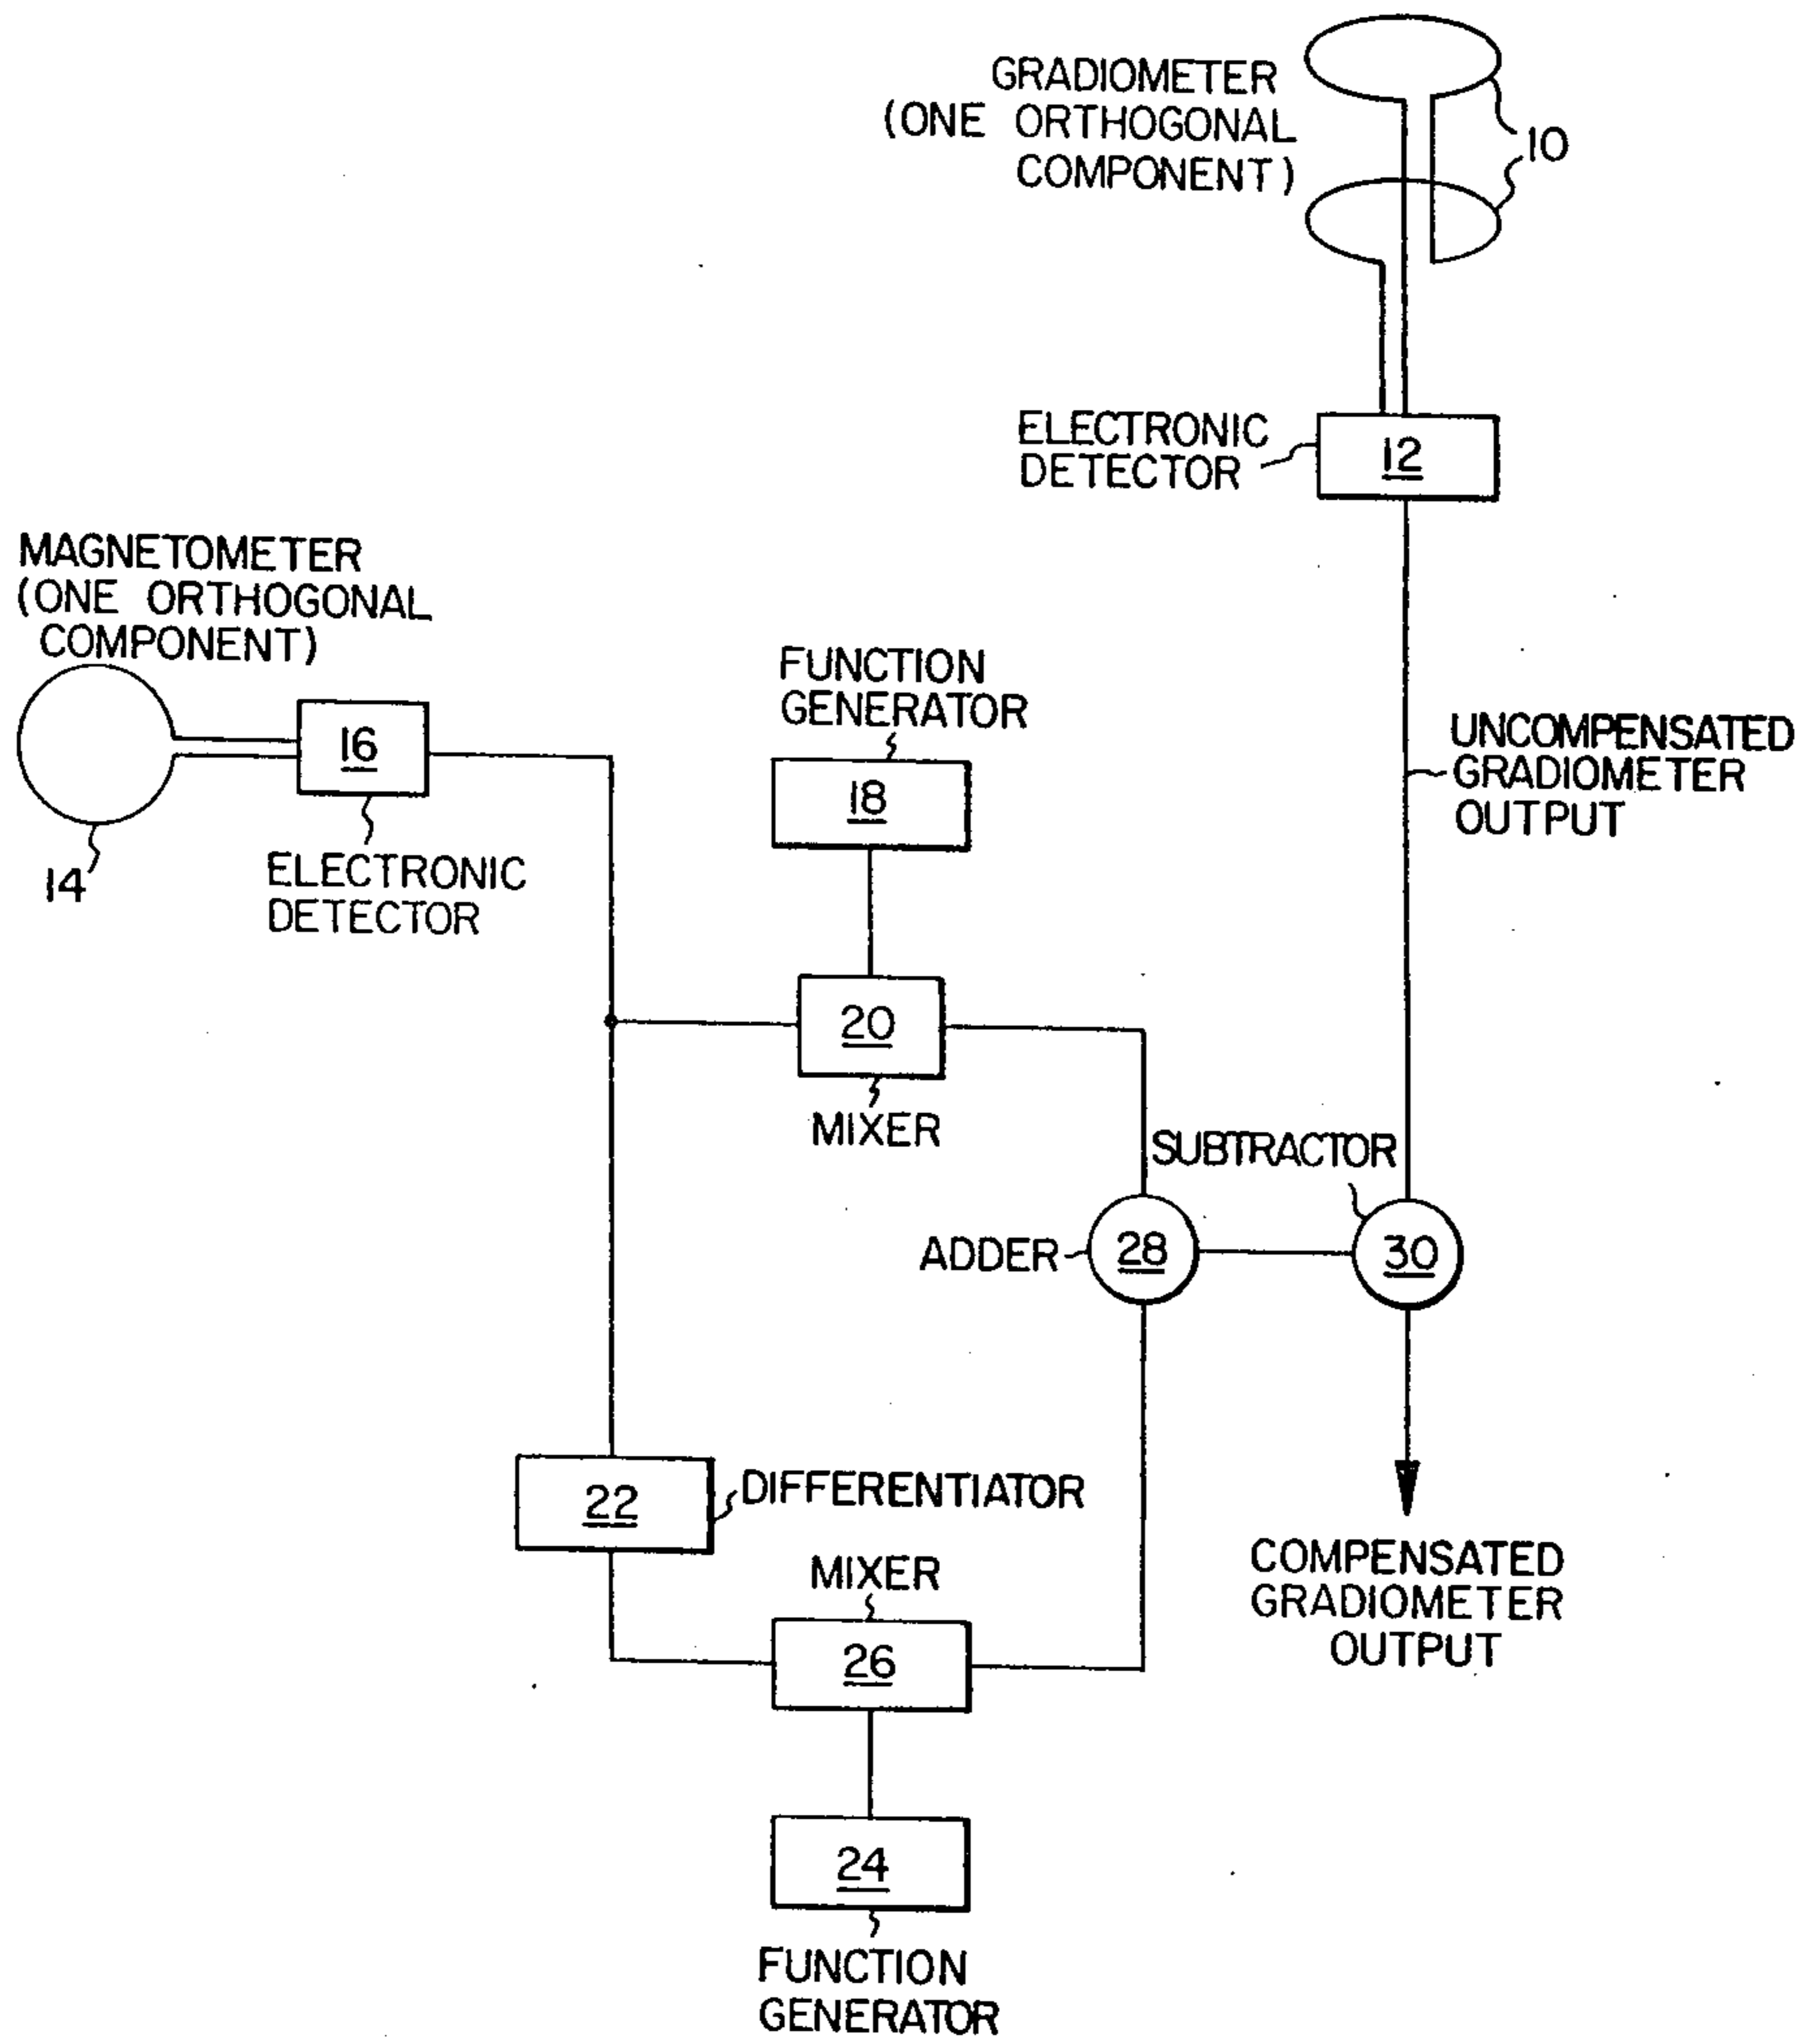 GRADIOMETER
(ONE ORTHOGONAL
COMPONENT)
10
ELECTRONIC
DETECTOR
12
MAGNETOMETER
(ONE ORTHOGONAL
COMPONENT)
16
14
ELECTRONIC
DETECTOR
FUNCTION
GENERATOR
18
UNCOMPENSATED
GRADIOMETER
OUTPUT
20
MIXER
SUBTRACTOR
ADDER
28
30
22
DIFFERENTIATOR
MIXER
26
COMPENSATED
GRADIOMETER
OUTPUT
24
FUNCTION
GENERATOR